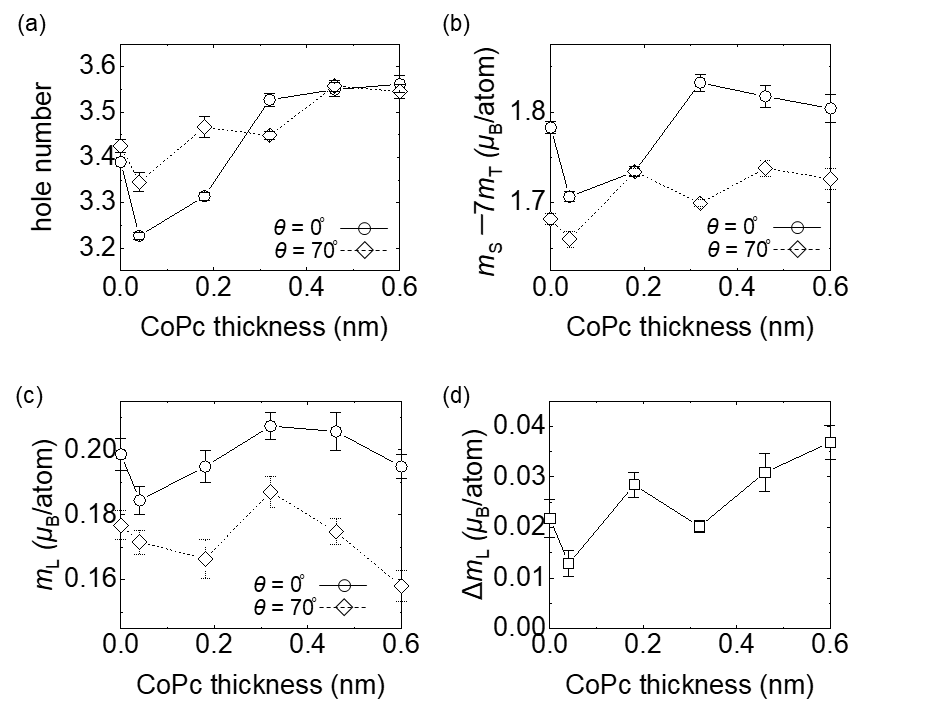 (a)
hole number
3.6
3.5
3.4
3.3
3.2
θ = 0°
θ = 70°
0.0 0.2 0.4 0.6
CoPc thickness (nm)
(b)
mS −7mT (μB/atom)
1.8
1.7
θ = 0°
θ = 70°
0.0 0.2 0.4 0.6
CoPc thickness (nm)
(c)
mL (μB/atom)
0.20
0.18
0.16
θ = 0°
θ = 70°
0.0 0.2 0.4 0.6
CoPc thickness (nm)
(d)
ΔmL (μB/atom)
0.04
0.03
0.02
0.01
0.00
0.0 0.2 0.4 0.6
CoPc thickness (nm)